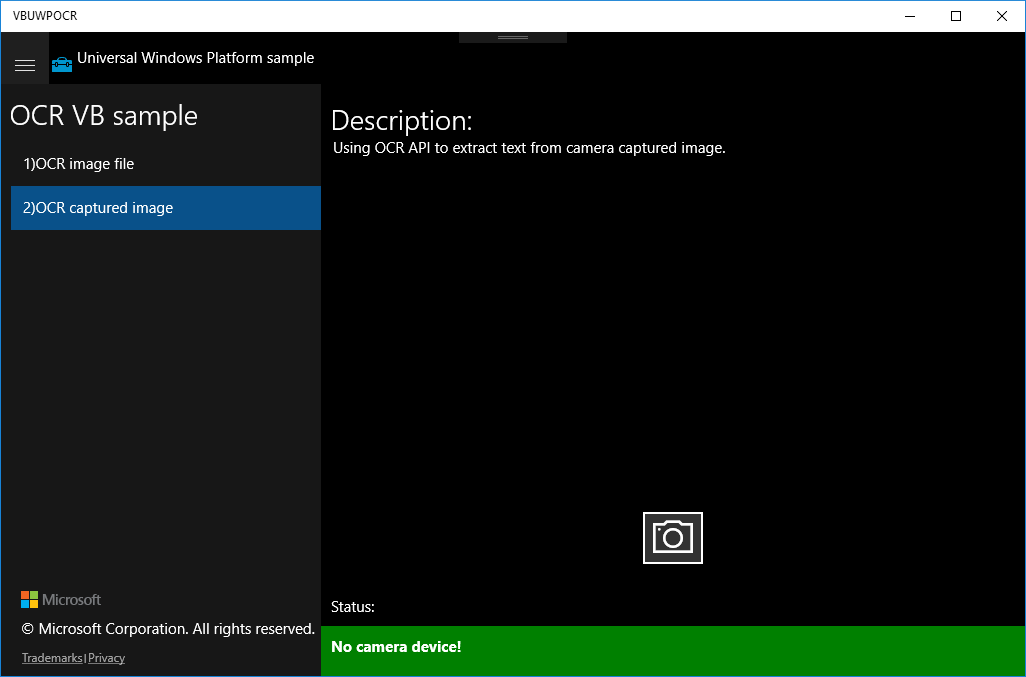 VBUWPOCR
Universal Windows Platform sample
OCR VB sample
1)OCR image file
2)OCR captured image
Microsoft
© Microsoft Corporation. All rights reserved.
Trademarks|Privacy
Description:
Using OCR API to extract text from camera captured image.
Status:
No camera device!